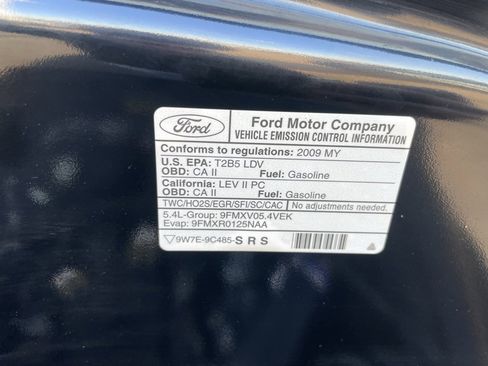 Ford
Ford Motor Company
VEHICLE EMISSION CONTROL INFORMATION
Conforms to regulations: 2009 MY
U.S. EPA: T2B5 LDV
OBD: CA II Fuel: Gasoline
California: LEV II PC
OBD: CA II Fuel: Gasoline
TWC/HO2S/EGR/SFI/SC/CAC No adjustments needed.
5.4L-Group: 9FMXV05.4VEK
Evap: 9FMXR0125NAA
9W7E-9C485-S R S